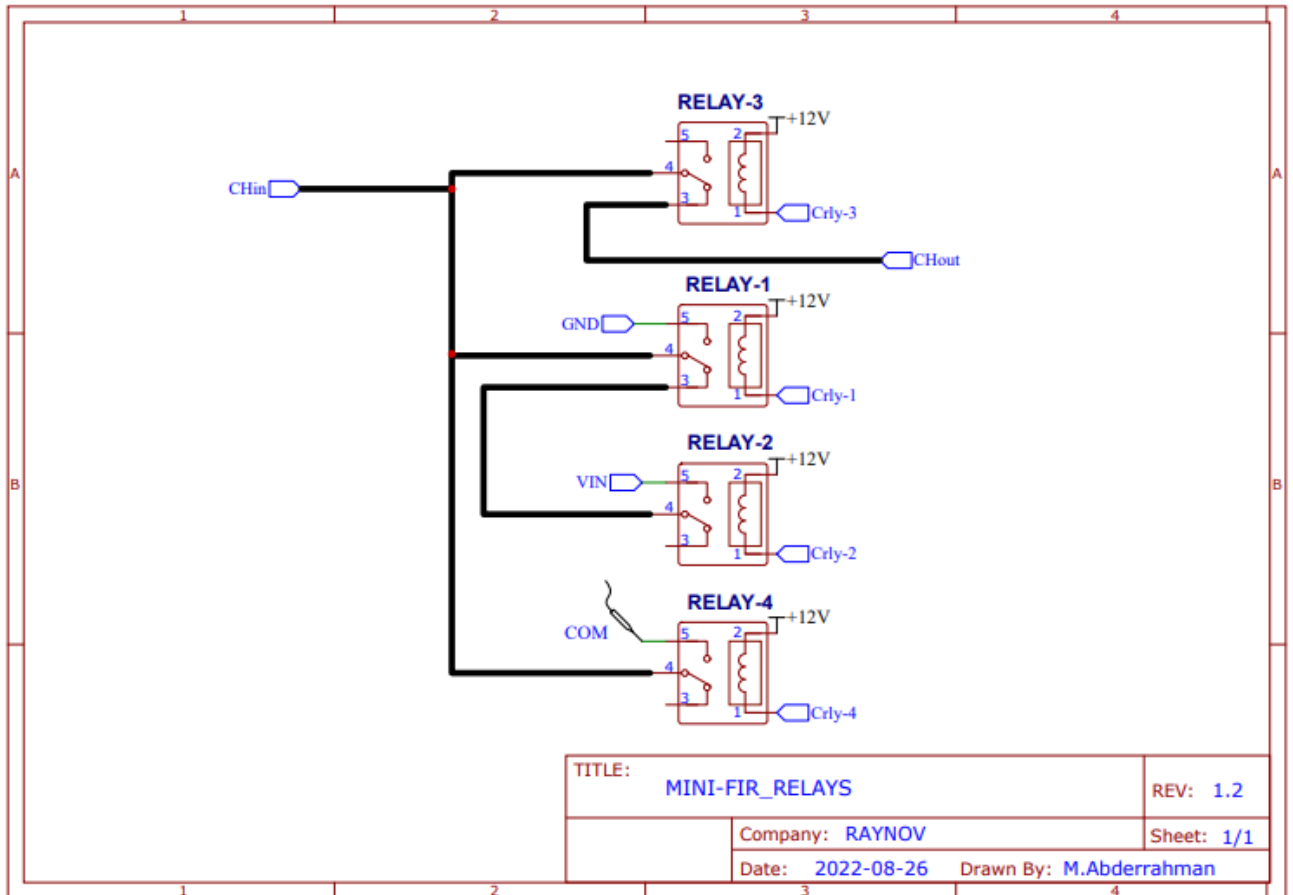 1 2 3 4
A A
B B
RELAY-3
+12V
5 2
4
3 1
CHin
Crly-3
CHout
RELAY-1
+12V
GND
5 2
4
3 1
Crly-1
RELAY-2
+12V
VIN
5 2
4
3 1
Crly-2
RELAY-4
+12V
COM
5 2
4
3 1
Crly-4
TITLE:
MINI-FIR_RELAYS
REV: 1.2
Company: RAYNOV
Sheet: 1/1
Date: 2022-08-26 Drawn By: M.Abderrahman
1 2 3 4